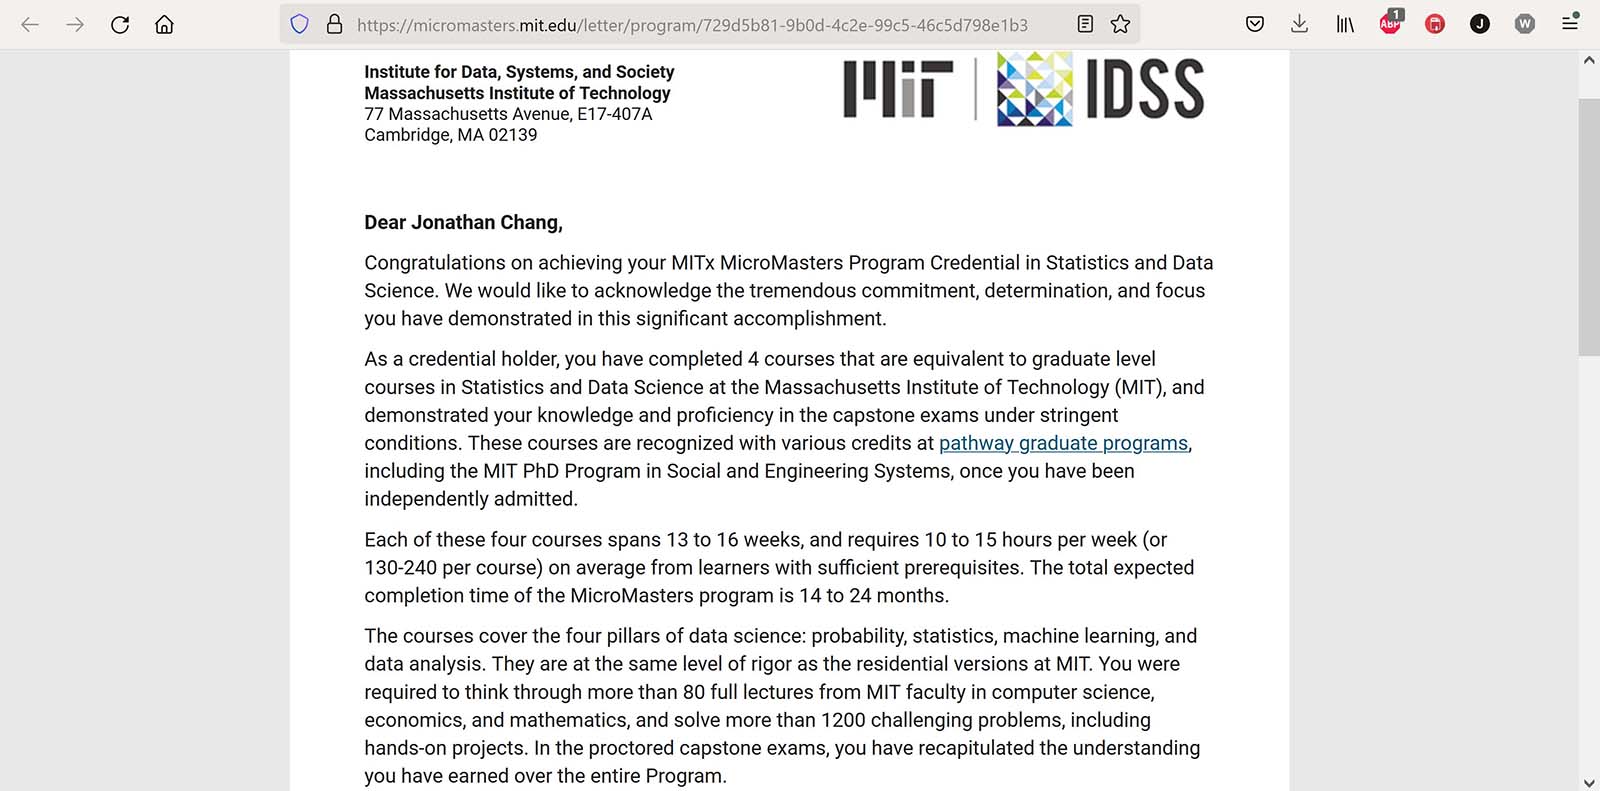 https://micromasters.mit.edu/letter/program/729d5b81-9b0d-4c2e-99c5-46c5d798e1b3
ABP
1
J
W
Institute for Data, Systems, and Society
Massachusetts Institute of Technology
77 Massachusetts Avenue, E17-407A
Cambridge, MA 02139
MIT IDSS
Dear Jonathan Chang,
Congratulations on achieving your MITx MicroMasters Program Credential in Statistics and Data
Science. We would like to acknowledge the tremendous commitment, determination, and focus
you have demonstrated in this significant accomplishment.
As a credential holder, you have completed 4 courses that are equivalent to graduate level
courses in Statistics and Data Science at the Massachusetts Institute of Technology (MIT), and
demonstrated your knowledge and proficiency in the capstone exams under stringent
conditions. These courses are recognized with various credits at pathway graduate programs,
including the MIT PhD Program in Social and Engineering Systems, once you have been
independently admitted.
Each of these four courses spans 13 to 16 weeks, and requires 10 to 15 hours per week (or
130-240 per course) on average from learners with sufficient prerequisites. The total expected
completion time of the MicroMasters program is 14 to 24 months.
The courses cover the four pillars of data science: probability, statistics, machine learning, and
data analysis. They are at the same level of rigor as the residential versions at MIT. You were
required to think through more than 80 full lectures from MIT faculty in computer science,
economics, and mathematics, and solve more than 1200 challenging problems, including
hands-on projects. In the proctored capstone exams, you have recapitulated the understanding
you have earned over the entire Program.